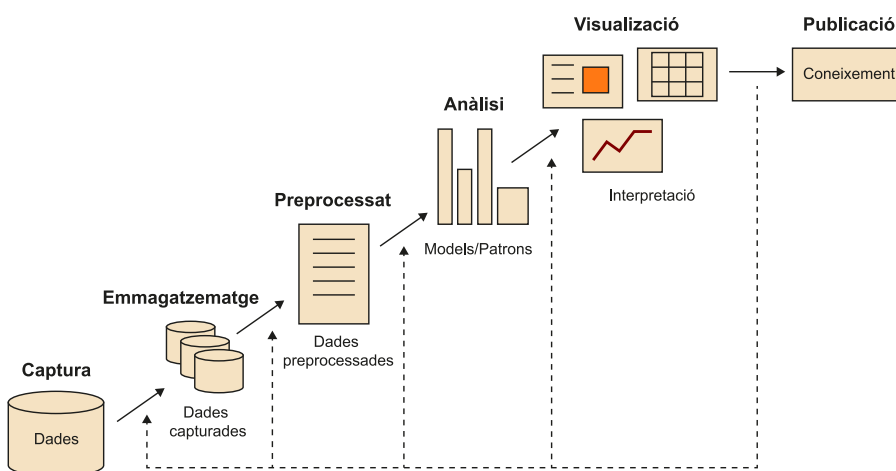 Visualizació
Publicació
Coneixement
Anàlisi
Interpretació
Preprocessat
Models/Patrons
Emmagatzematge
Dades
preprocessades
Captura
Dades
capturades
Dades